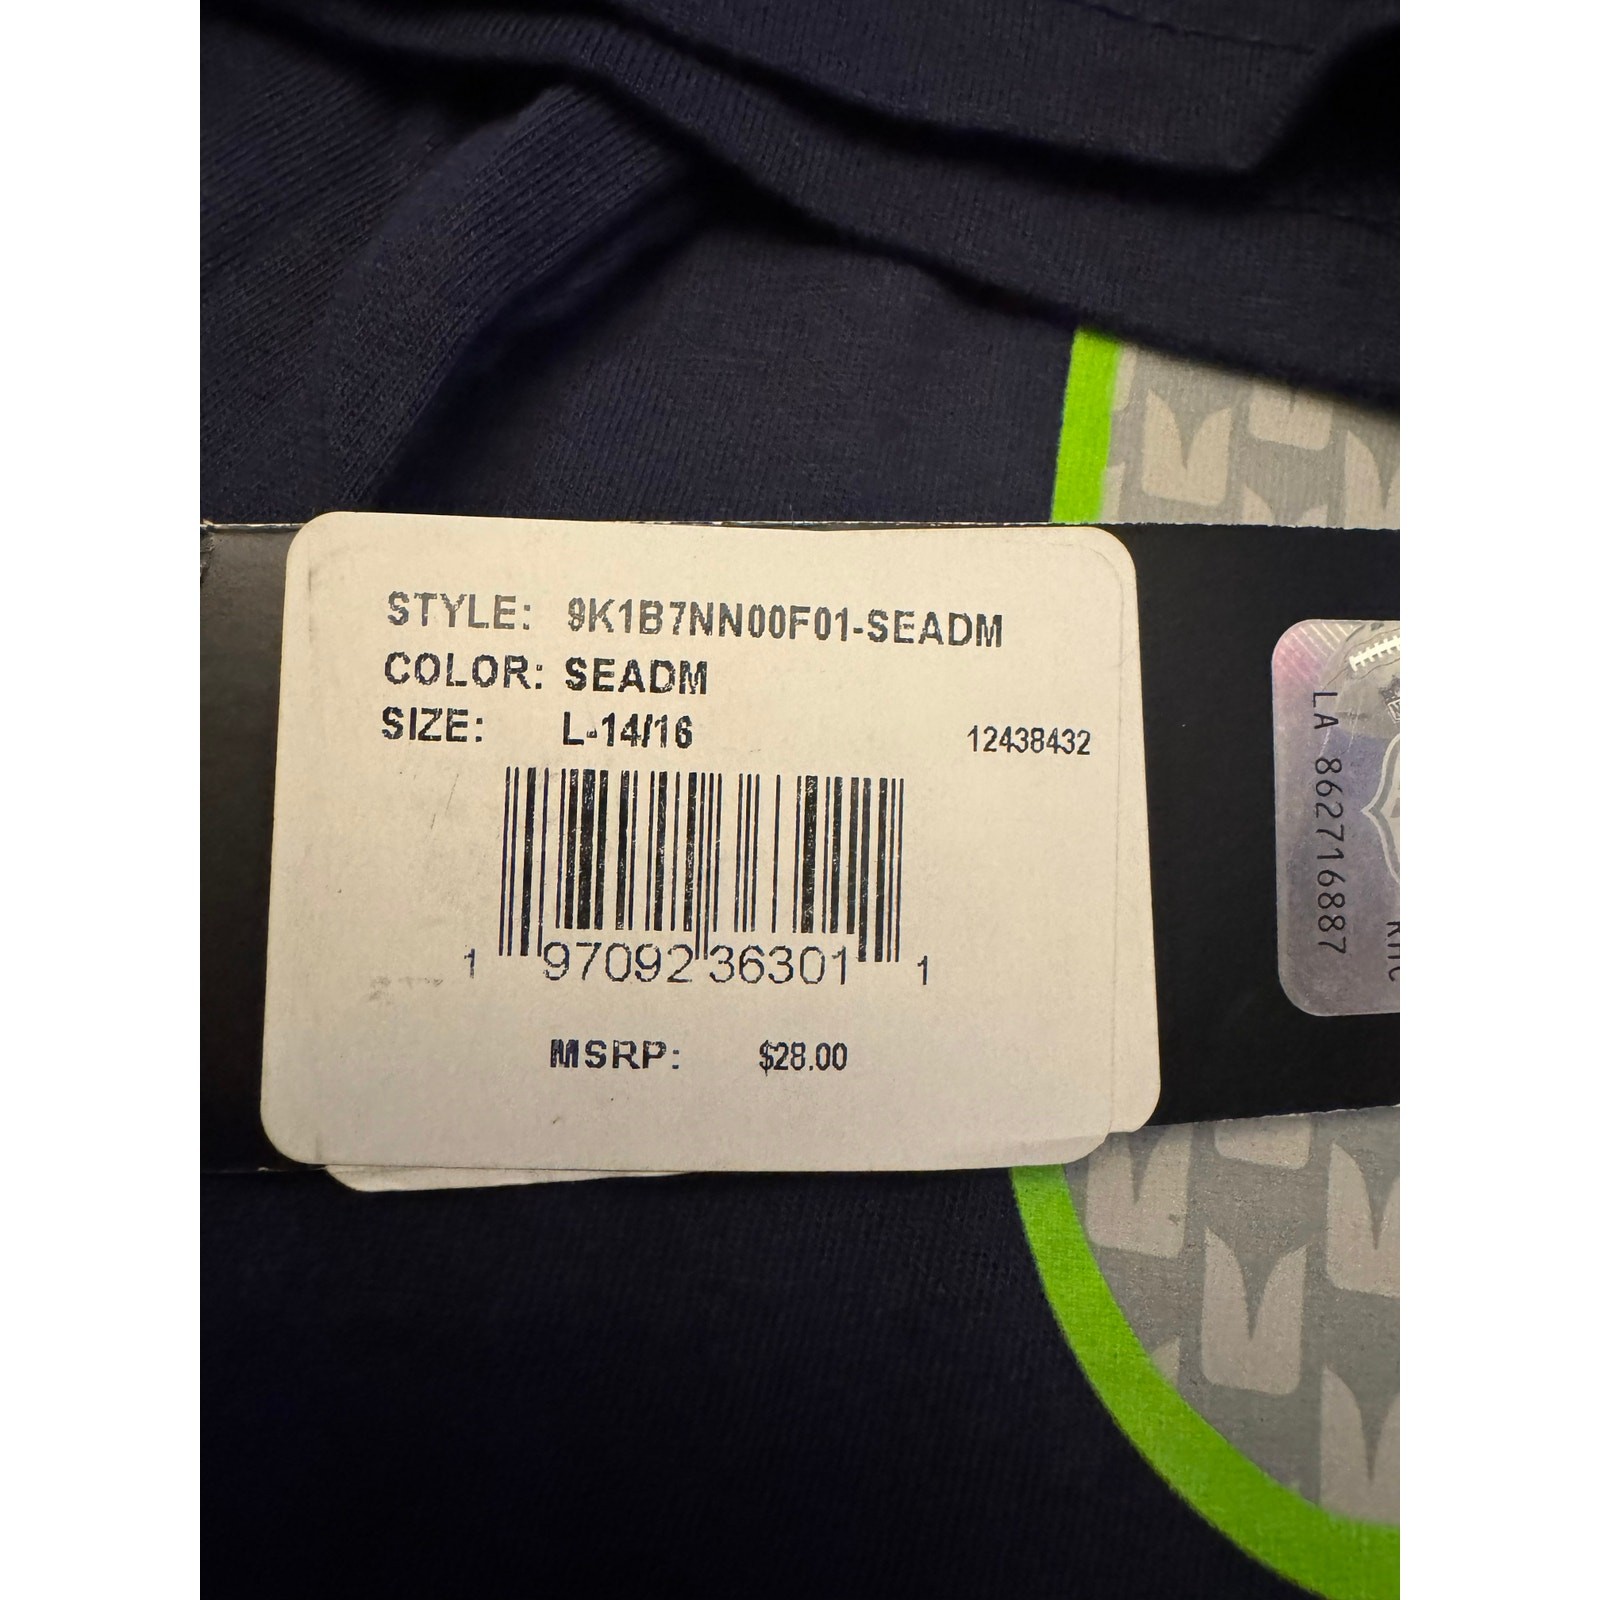 STYLE: 9K1B7NN00F01-SEADM
COLOR: SEADM
SIZE: L-14/16 12438432
1 97092 36301 1
MSRP: $28.00
LA 862716887